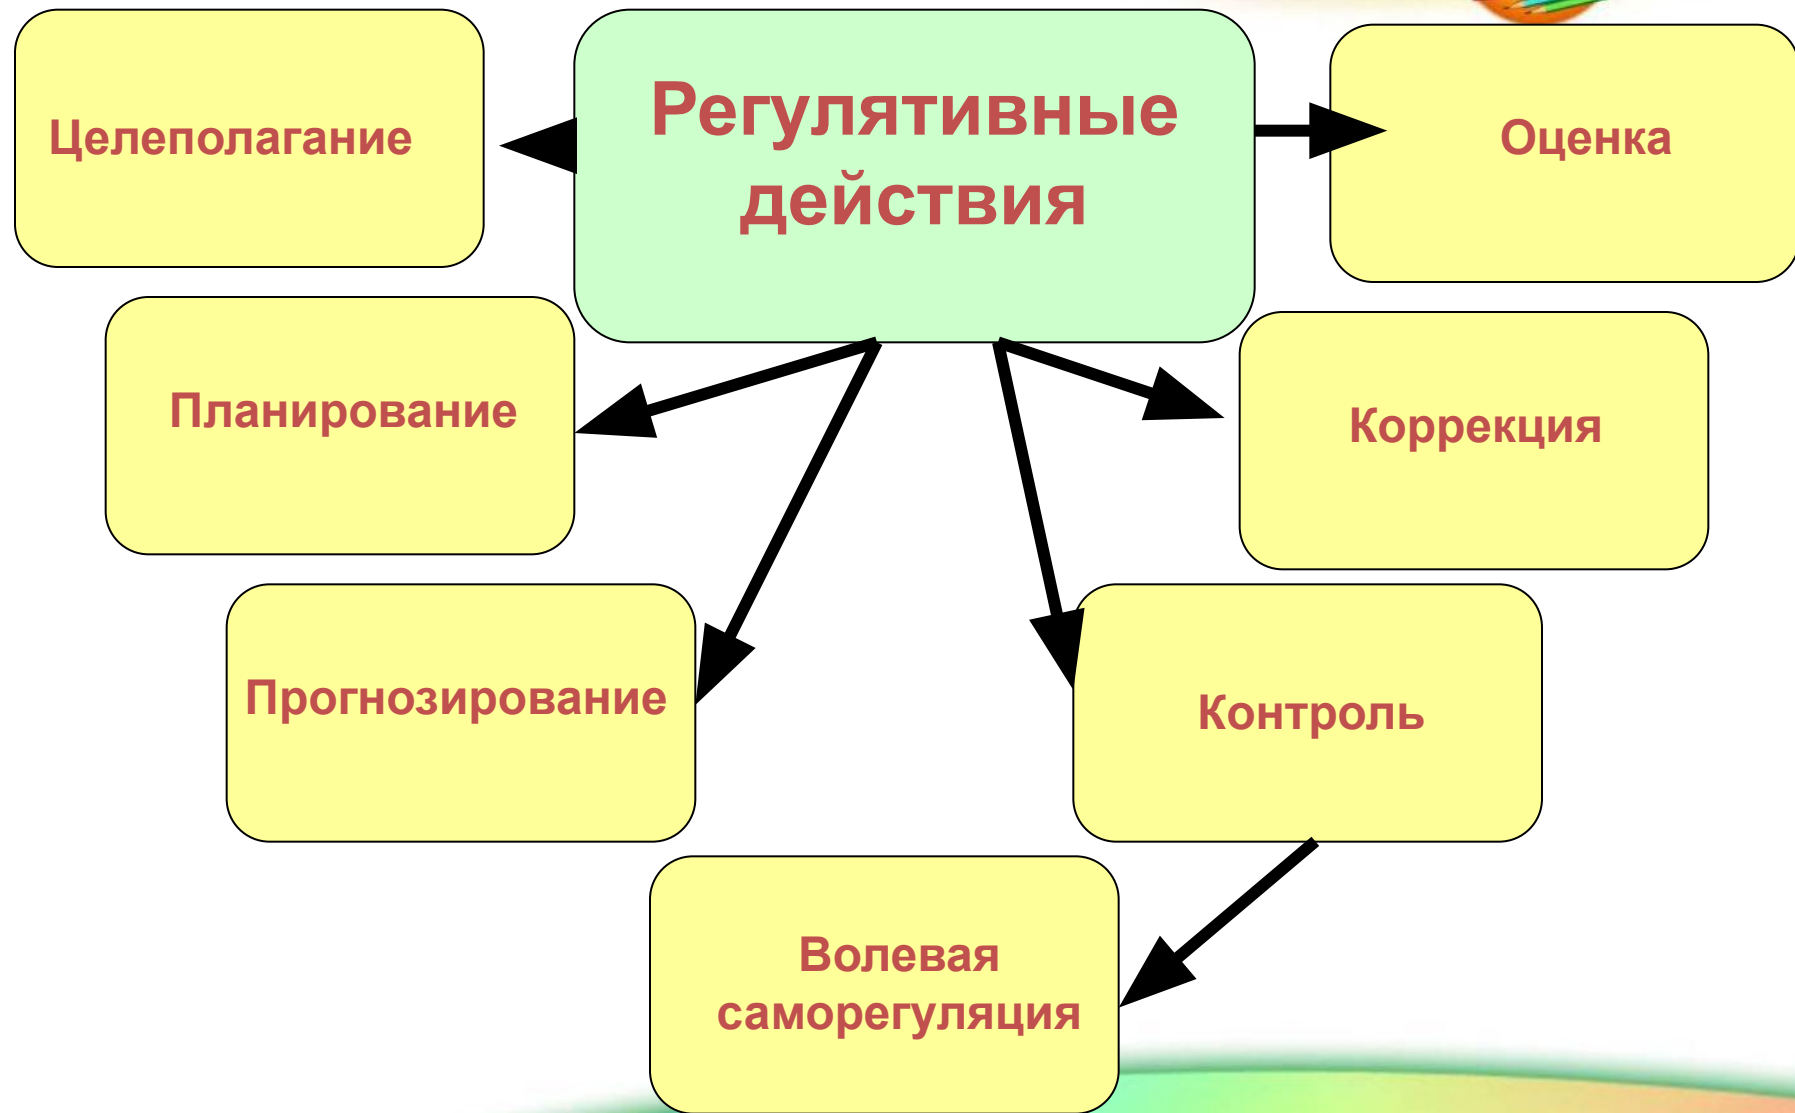 Регулятивные
действия
Целеполагание
Оценка
Планирование
Коррекция
Прогнозирование
Контроль
Волевая
саморегуляция